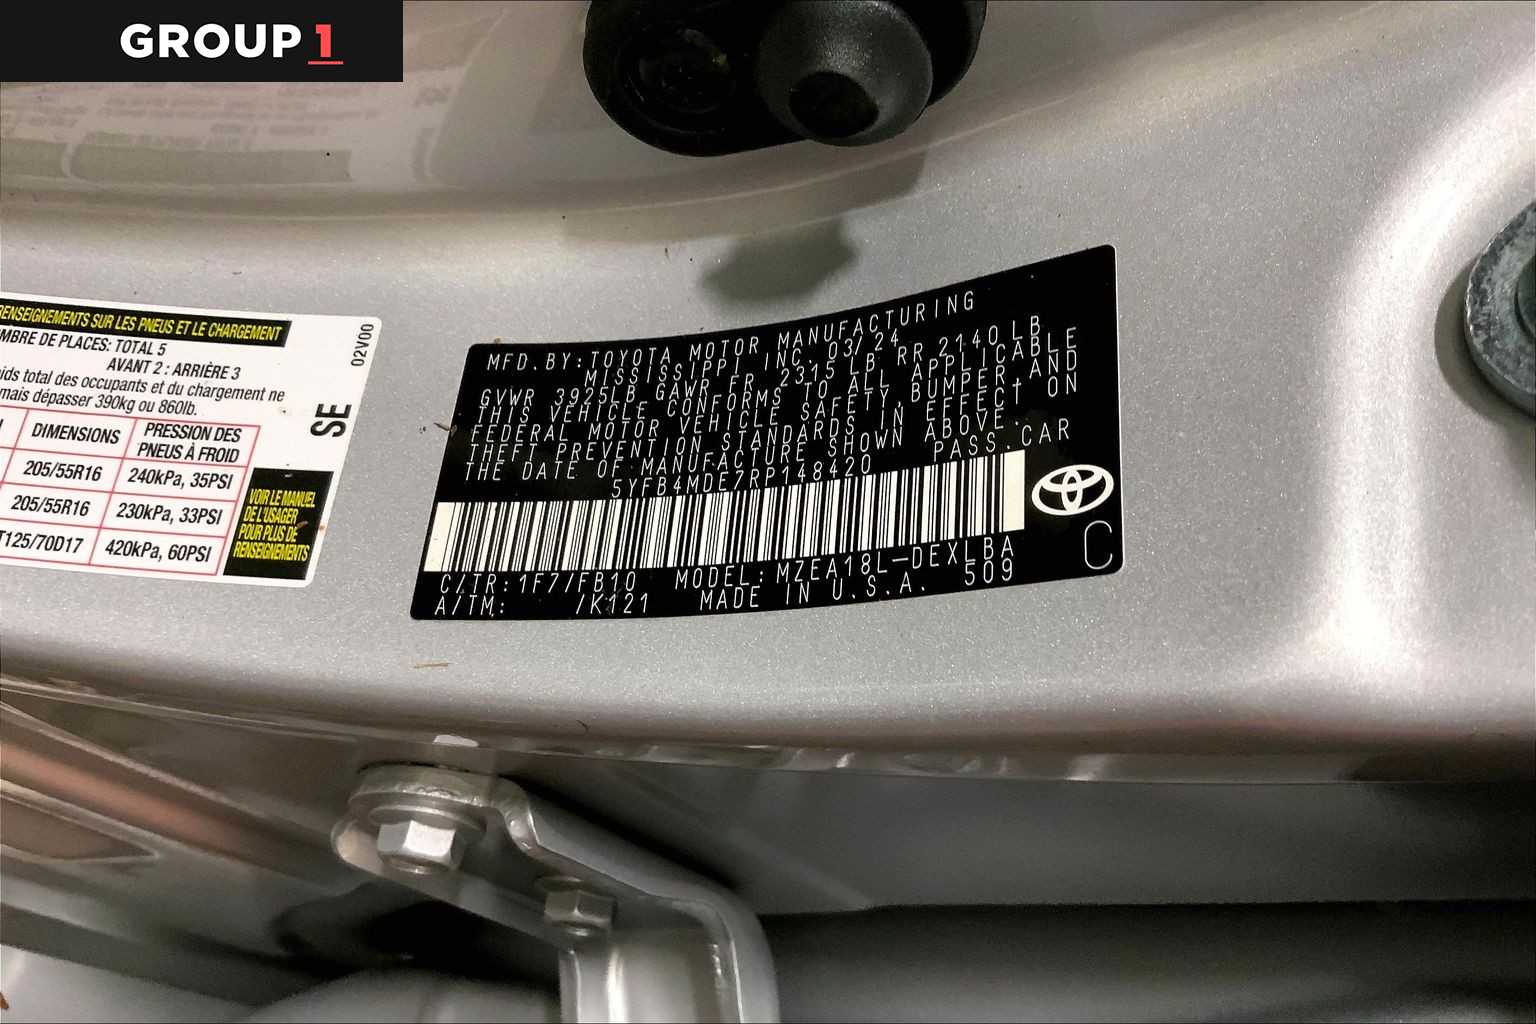 GROUP 1
RENSEIGNEMENTS SUR LES PNEUS ET LE CHARGEMENT
MBRE DE PLACES: TOTAL 5
AVANT 2 : ARRIÈRE 3
ids total des occupants et du chargement ne
mais dépasser 390kg ou 860lb.
DIMENSIONS PRESSION DES PNEUS À FROID
205/55R16 240kPa, 35PSI
205/55R16 230kPa, 33PSI
T125/70D17 420kPa, 60PSI
02V00
SE
VOIR LE MANUEL
DE L'USAGER
POUR PLUS DE
RENSEIGNEMENTS
MFD.BY:TOYOTA MOTOR MANUFACTURING
MISSISSIPPI INC. 03/24
GVWR 3925LB GAWR FR 2315 LB RR 2140LB
THIS VEHICLE CONFORMS TO ALL APPLICABLE
FEDERAL MOTOR VEHICLE SAFETY, BUMPER, AND
THEFT PREVENTION STANDARDS IN EFFECT ON
THE DATE OF MANUFACTURE SHOWN ABOVE.
5YFB4MDE7RP148420 PASS CAR
C/TR: 1F7/FB10 MODEL: MZEA18L-DEXLBA
A/TM: /K121 MADE IN U.S.A. 509
C